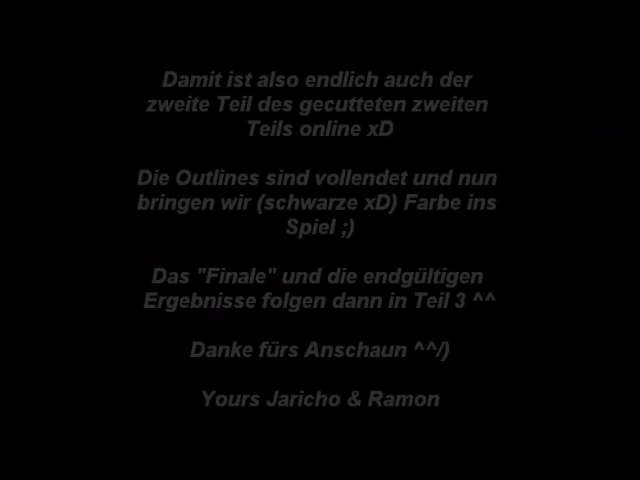 Damit ist also endlich auch der
zweite Teil des gecutteten zweiten
Teils online xD
Die Outlines sind vollendet und nun
bringen wir (schwarze xD) Farbe ins
Spiel ;)
Das "Finale" und die endgültigen
Ergebnisse folgen dann in Teil 3 ^^
Danke fürs Anschaun ^^/)
Yours Jaricho & Ramon